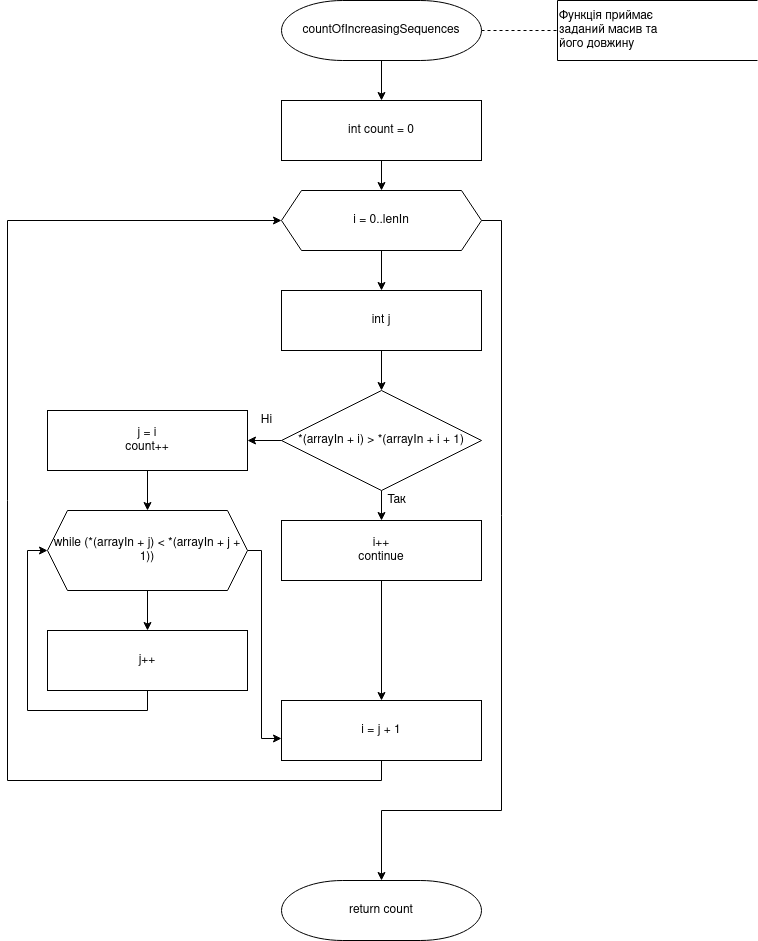 countOfIncreasingSequences
Функція приймає
заданий масив та
його довжину
int count = 0
i = 0..lenIn
int j
*(arrayIn + i) > *(arrayIn + i + 1)
Ні
j = i
count++
Так
while (*(arrayIn + j) < *(arrayIn + j +
1))
i++
continue
j++
i = j + 1
return count